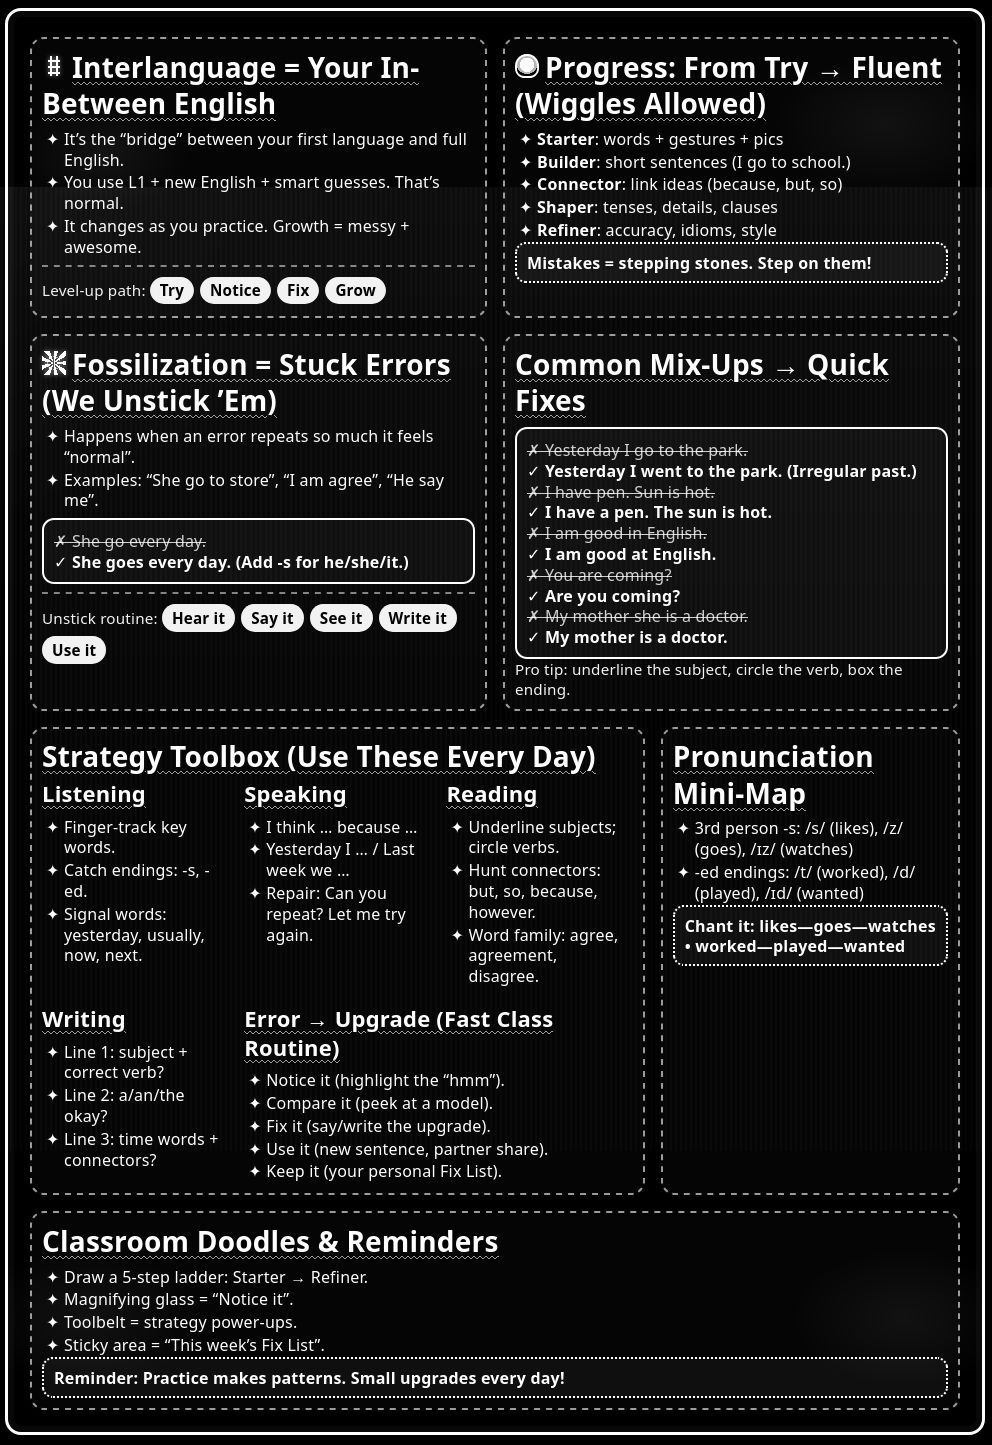 Interlanguage = Your In-
Between English
✦ It’s the “bridge” between your first language and full
English.
✦ You use L1 + new English + smart guesses. That’s
normal.
✦ It changes as you practice. Growth = messy +
awesome.
Level-up path: Try Notice Fix Grow
Progress: From Try → Fluent
(Wiggles Allowed)
✦ Starter: words + gestures + pics
✦ Builder: short sentences (I go to school.)
✦ Connector: link ideas (because, but, so)
✦ Shaper: tenses, details, clauses
✦ Refiner: accuracy, idioms, style
Mistakes = stepping stones. Step on them!
Fossilization = Stuck Errors
(We Unstick ’Em)
✦ Happens when an error repeats so much it feels
“normal”.
✦ Examples: “She go to store”, “I am agree”, “He say
me”.
✗ She go every day.
✓ She goes every day. (Add -s for he/she/it.)
Unstick routine: Hear it Say it See it Write it
Use it
Common Mix-Ups → Quick
Fixes
✗ Yesterday I go to the park.
✓ Yesterday I went to the park. (Irregular past.)
✗ I have pen. Sun is hot.
✓ I have a pen. The sun is hot.
✗ I am good in English.
✓ I am good at English.
✗ You are coming?
✓ Are you coming?
✗ My mother she is a doctor.
✓ My mother is a doctor.
Pro tip: underline the subject, circle the verb, box the
ending.
Strategy Toolbox (Use These Every Day)
Listening
✦ Finger-track key
words.
✦ Catch endings: -s, -
ed.
✦ Signal words:
yesterday, usually,
now, next.
Speaking
✦ I think … because …
✦ Yesterday I … / Last
week we …
✦ Repair: Can you
repeat? Let me try
again.
Reading
✦ Underline subjects;
circle verbs.
✦ Hunt connectors:
but, so, because,
however.
✦ Word family: agree,
agreement,
disagree.
Writing
✦ Line 1: subject +
correct verb?
✦ Line 2: a/an/the
okay?
✦ Line 3: time words +
connectors?
Error → Upgrade (Fast Class
Routine)
✦ Notice it (highlight the “hmm”).
✦ Compare it (peek at a model).
✦ Fix it (say/write the upgrade).
✦ Use it (new sentence, partner share).
✦ Keep it (your personal Fix List).
Pronunciation
Mini-Map
✦ 3rd person -s: /s/ (likes), /z/
(goes), /ɪz/ (watches)
✦ -ed endings: /t/ (worked), /d/
(played), /ɪd/ (wanted)
Chant it: likes—goes—watches
• worked—played—wanted
Classroom Doodles & Reminders
✦ Draw a 5-step ladder: Starter → Refiner.
✦ Magnifying glass = “Notice it”.
✦ Toolbelt = strategy power-ups.
✦ Sticky area = “This week’s Fix List”.
Reminder: Practice makes patterns. Small upgrades every day!